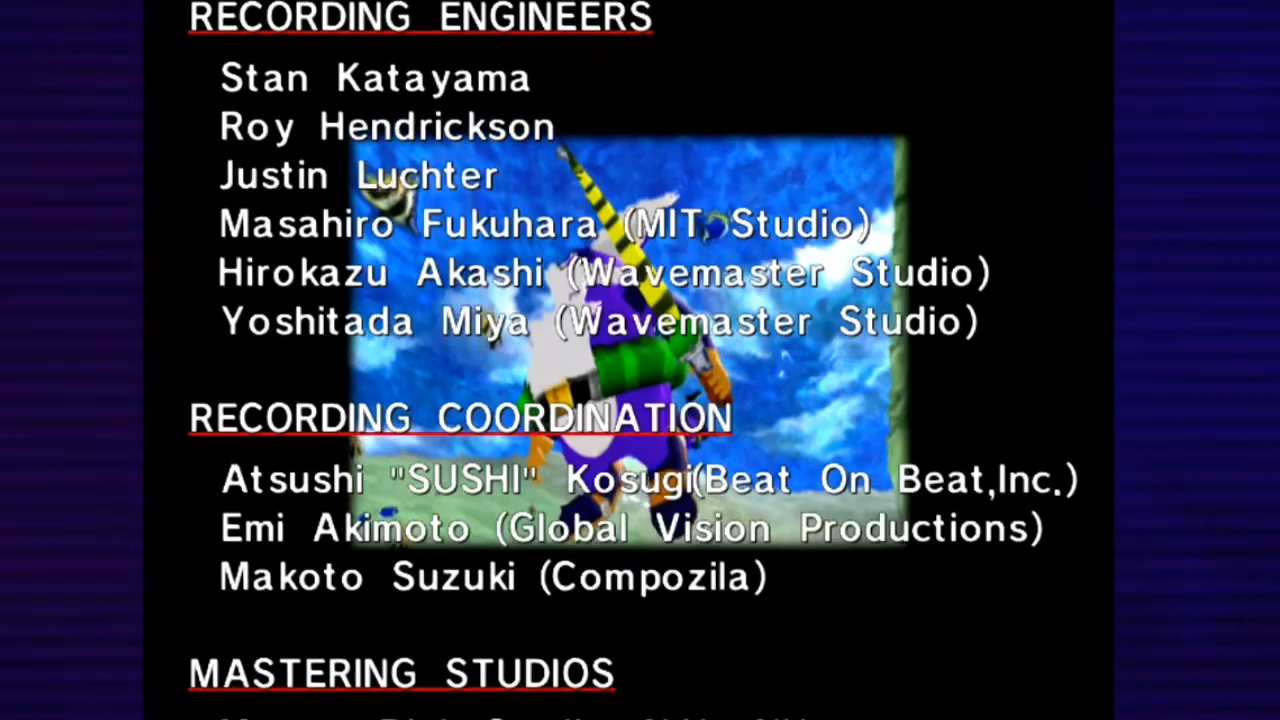 RECORDING ENGINEERS
Stan Katayama
Roy Hendrickson
Justin Luchter
Masahiro Fukuhara (MIT Studio)
Hirokazu Akashi (Wavemaster Studio)
Yoshitada Miya (Wavemaster Studio)
RECORDING COORDINATION
Atsushi "SUSHI" Kosugi(Beat On Beat,Inc.)
Emi Akimoto (Global Vision Productions)
Makoto Suzuki (Compozila)
MASTERING STUDIOS